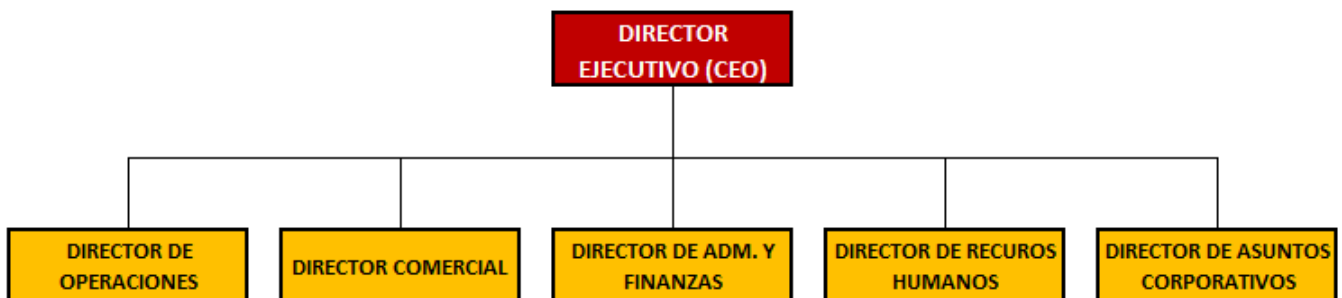 DIRECTOR
EJECUTIVO (CEO)
DIRECTOR DE
OPERACIONES
DIRECTOR COMERCIAL
DIRECTOR DE ADM. Y
FINANZAS
DIRECTOR DE RECUROS
HUMANOS
DIRECTOR DE ASUNTOS
CORPORATIVOS